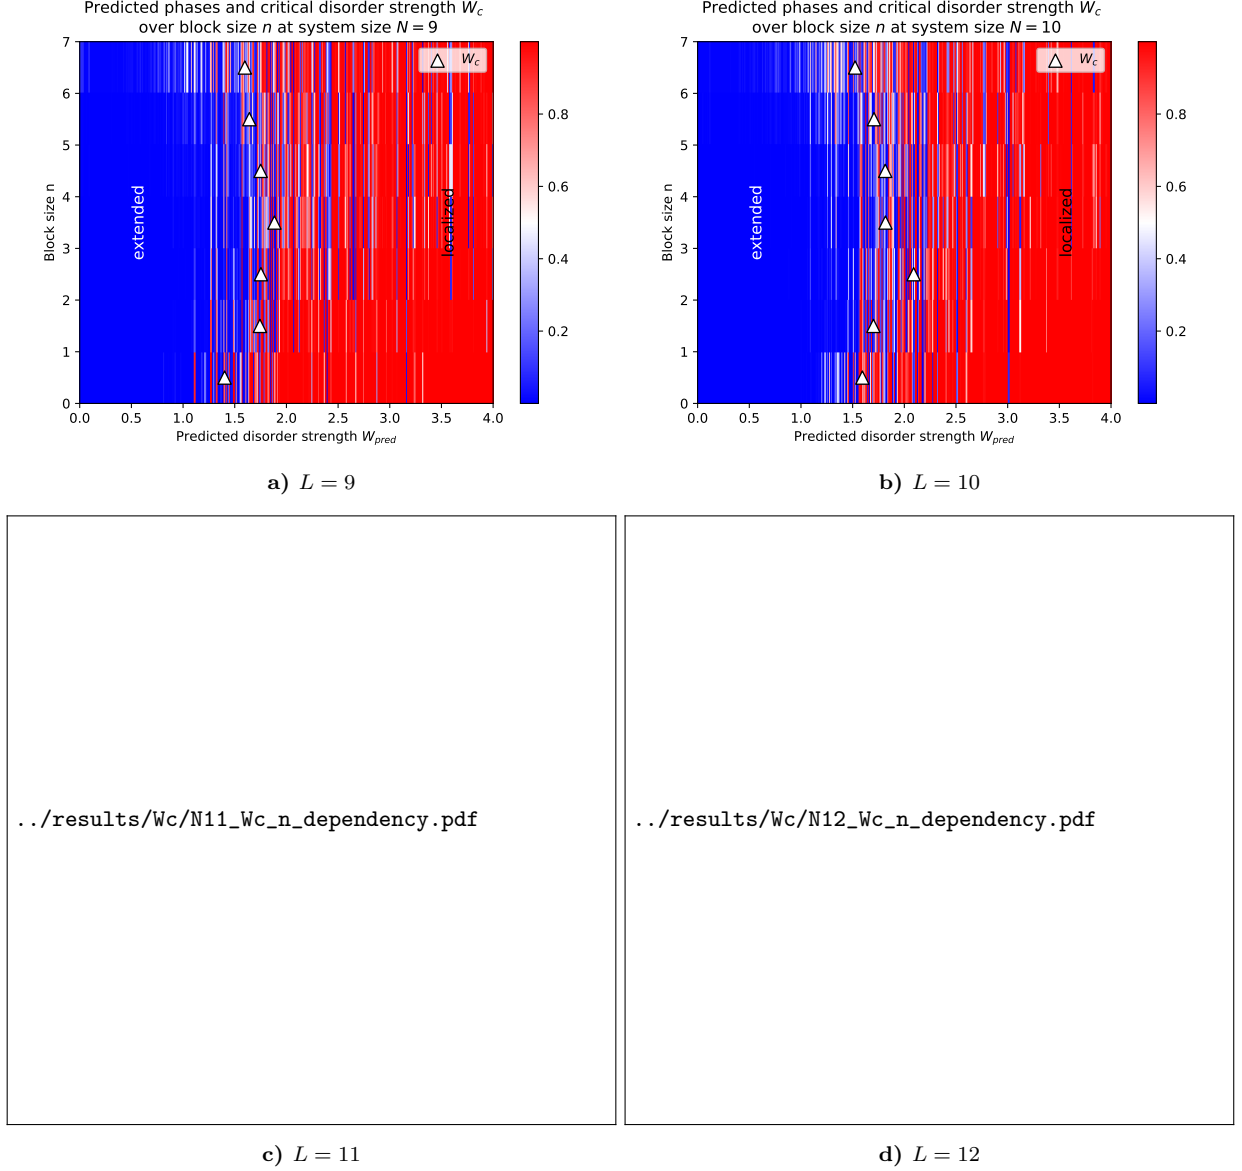 Predicted phases and critical disorder strength W_c
over block size n at system size N = 9
7
6
5
4
3
2
1
0
Block size n
extended
localized
W_c
0.0 0.5 1.0 1.5 2.0 2.5 3.0 3.5 4.0
Predicted disorder strength W_pred
0.8
0.6
0.4
0.2
a) L = 9
Predicted phases and critical disorder strength W_c
over block size n at system size N = 10
7
6
5
4
3
2
1
0
Block size n
extended
localized
W_c
0.0 0.5 1.0 1.5 2.0 2.5 3.0 3.5 4.0
Predicted disorder strength W_pred
0.8
0.6
0.4
0.2
b) L = 10
../results/Wc/N11_Wc_n_dependency.pdf
c) L = 11
../results/Wc/N12_Wc_n_dependency.pdf
d) L = 12